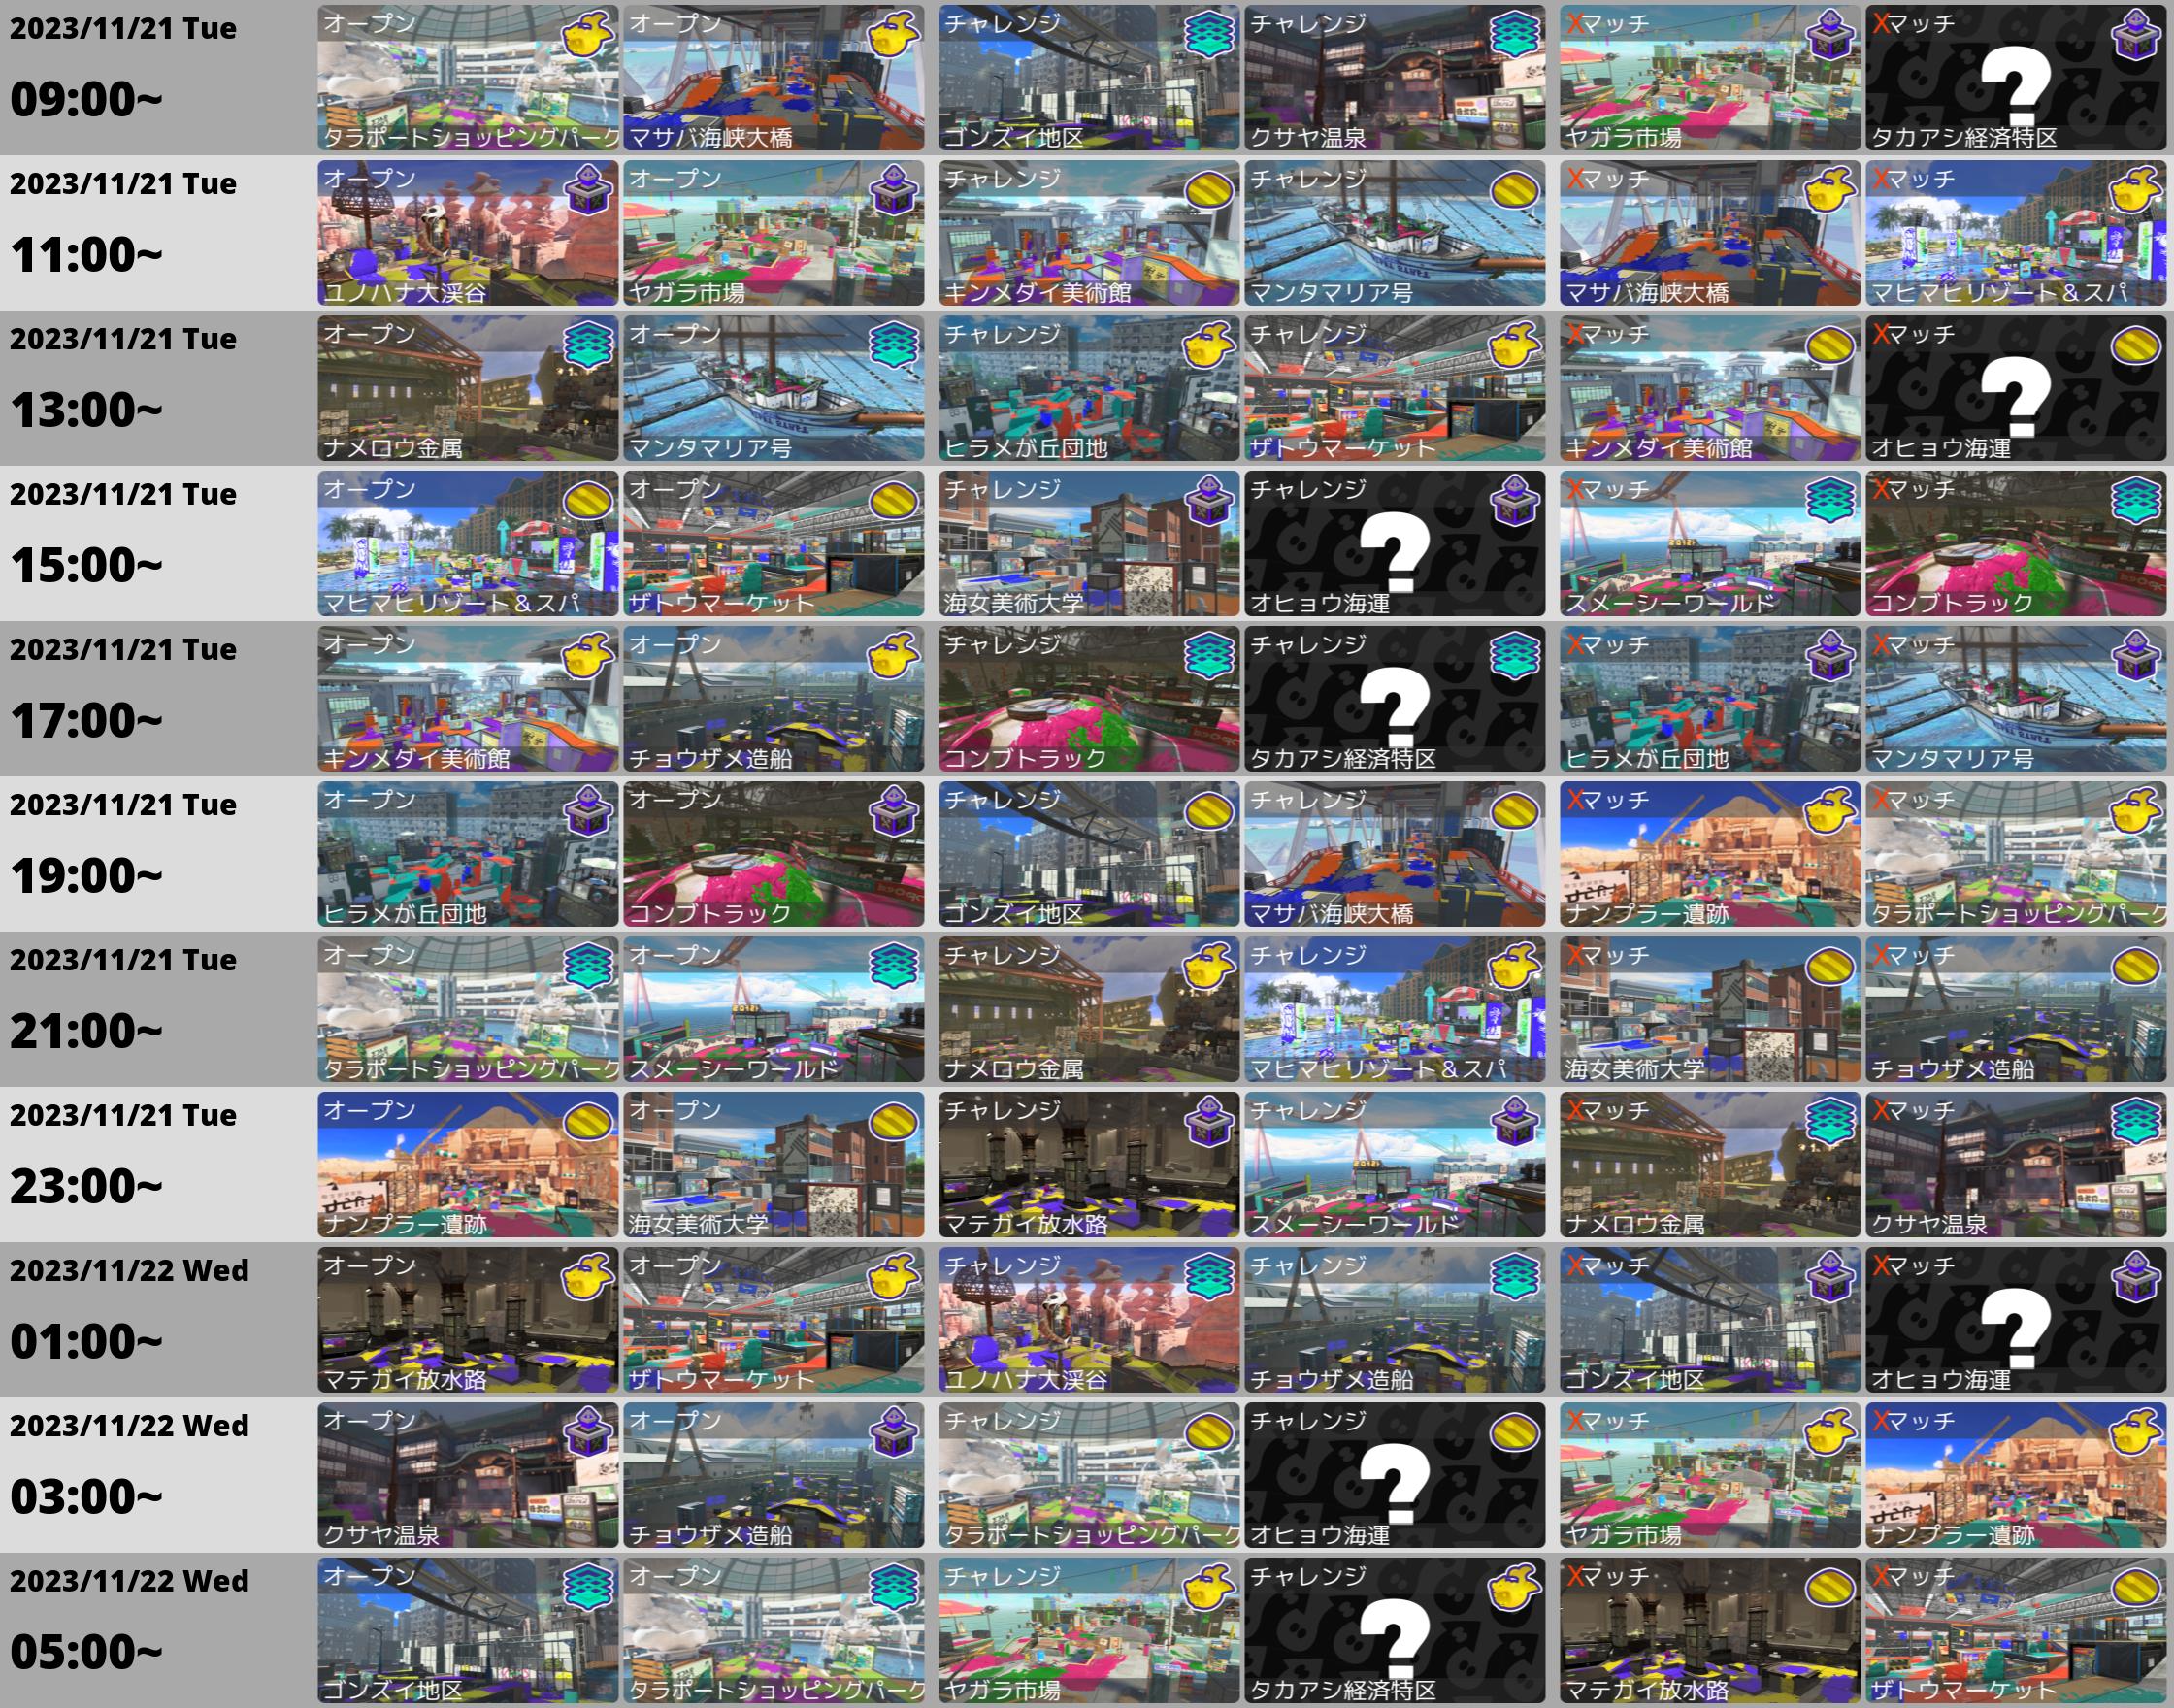 2023/11/21 Tue
09:00~
オープン
タラポートショッピングパーク
オープン
マサバ海峡大橋
チャレンジ
ゴンズイ地区
チャレンジ
クサヤ温泉
Xマッチ
ヤガラ市場
Xマッチ
?
タカアシ経済特区
2023/11/21 Tue
11:00~
オープン
ユノハナ大渓谷
オープン
ヤガラ市場
チャレンジ
キンメダイ美術館
チャレンジ
マンタマリア号
Xマッチ
マサバ海峡大橋
Xマッチ
マヒマヒリゾート&スパ
2023/11/21 Tue
13:00~
オープン
ナメロウ金属
オープン
マンタマリア号
チャレンジ
ヒラメが丘団地
チャレンジ
ザトウマーケット
Xマッチ
キンメダイ美術館
Xマッチ
?
オヒョウ海運
2023/11/21 Tue
15:00~
オープン
マヒマヒリゾート&スパ
オープン
ザトウマーケット
チャレンジ
海女美術大学
チャレンジ
?
オヒョウ海運
Xマッチ
スメーシーワールド
Xマッチ
コンブトラック
2023/11/21 Tue
17:00~
オープン
キンメダイ美術館
オープン
チョウザメ造船
チャレンジ
コンブトラック
チャレンジ
?
タカアシ経済特区
Xマッチ
ヒラメが丘団地
Xマッチ
マンタマリア号
2023/11/21 Tue
19:00~
オープン
ヒラメが丘団地
オープン
コンブトラック
チャレンジ
ゴンズイ地区
チャレンジ
マサバ海峡大橋
Xマッチ
ナンプラー遺跡
Xマッチ
タラポートショッピングパーク
2023/11/21 Tue
21:00~
オープン
タラポートショッピングパーク
オープン
スメーシーワールド
チャレンジ
ナメロウ金属
チャレンジ
マヒマヒリゾート&スパ
Xマッチ
海女美術大学
Xマッチ
チョウザメ造船
2023/11/21 Tue
23:00~
オープン
ナンプラー遺跡
オープン
海女美術大学
チャレンジ
マテガイ放水路
チャレンジ
スメーシーワールド
Xマッチ
ナメロウ金属
Xマッチ
クサヤ温泉
2023/11/22 Wed
01:00~
オープン
マテガイ放水路
オープン
ザトウマーケット
チャレンジ
ユノハナ大渓谷
チャレンジ
チョウザメ造船
Xマッチ
ゴンズイ地区
Xマッチ
?
オヒョウ海運
2023/11/22 Wed
03:00~
オープン
クサヤ温泉
オープン
チョウザメ造船
チャレンジ
タラポートショッピングパーク
チャレンジ
?
オヒョウ海運
Xマッチ
ヤガラ市場
Xマッチ
ナンプラー遺跡
2023/11/22 Wed
05:00~
オープン
ゴンズイ地区
オープン
タラポートショッピングパーク
チャレンジ
ヤガラ市場
チャレンジ
?
タカアシ経済特区
Xマッチ
マテガイ放水路
Xマッチ
ザトウマーケット